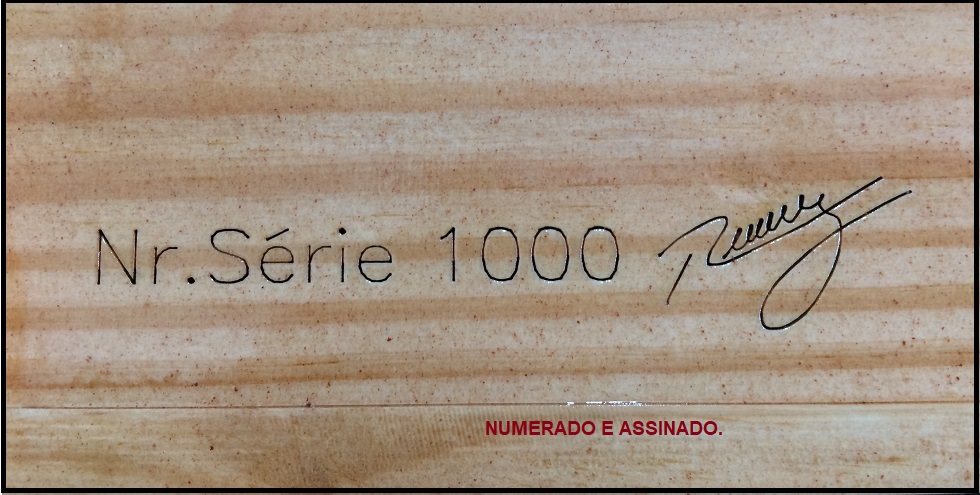 Nr.Série 1000
NUMERADO E ASSINADO.